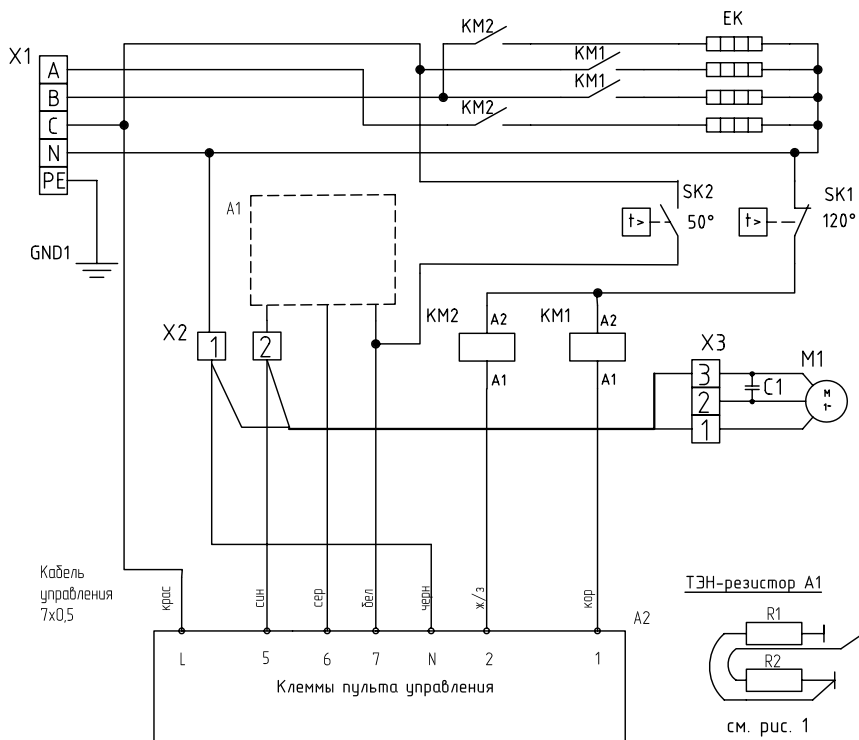 X1
A
B
C
N
PE
GND1
KM2
KM1
KM1
KM2
EK
A1
SK2
t>
50°
SK1
t>
120°
X2
1
2
KM2
A2
A1
KM1
A2
A1
X3
3
2
1
C1
M1
M
1~
Кабель
управления
7х0,5
крас
син
сер
бел
черн
ж/з
кор
A2
L
5
6
7
N
2
1
Клеммы пульта управления
ТЭН-резистор А1
R1
R2
см. рис. 1